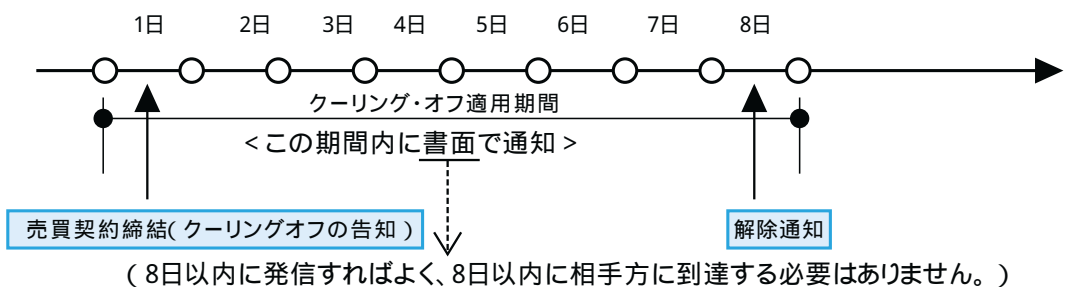 1日 2日 3日 4日 5日 6日 7日 8日
クーリング・オフ適用期間
<この期間内に書面で通知>
売買契約締結(クーリングオフの告知)
解除通知
(8日以内に発信すればよく、8日以内に相手方に到達する必要はありません。)